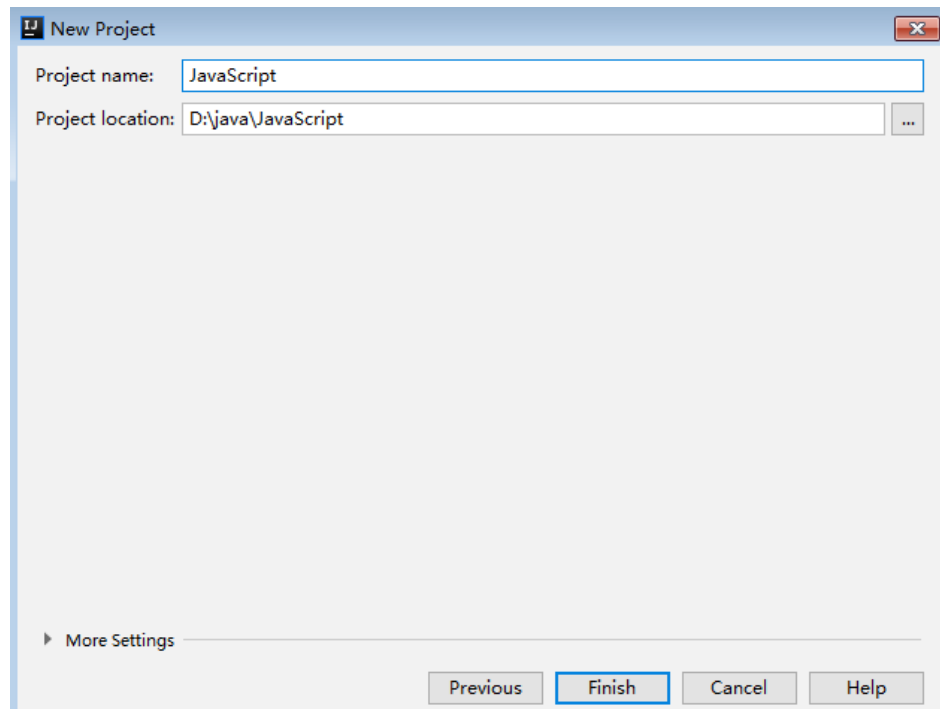 IJ New Project
Project name: JavaScript
Project location: D:\java\JavaScript ...
More Settings
Previous Finish Cancel Help